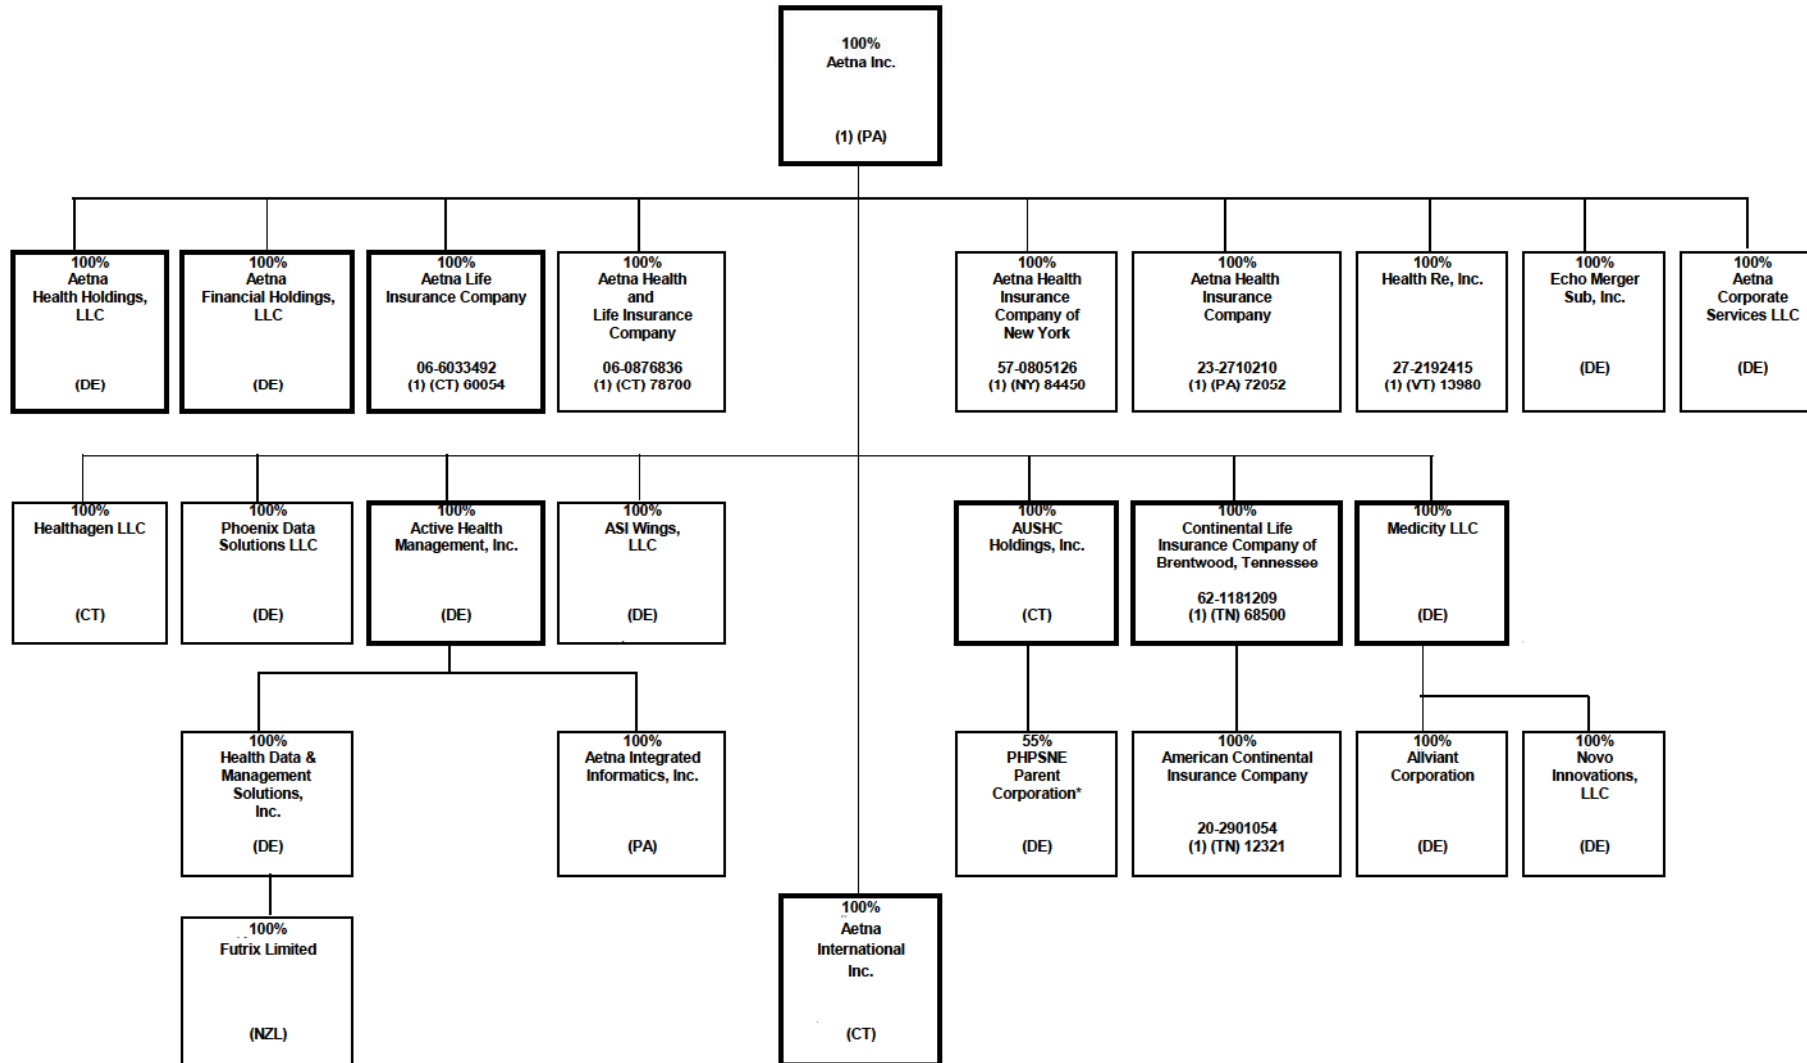 100%
Aetna Inc.
(1) (PA)
100%
Aetna
Health Holdings,
LLC
(DE)
100%
Aetna
Financial Holdings,
LLC
(DE)
100%
Aetna Life
Insurance Company
06-6033492
(1) (CT) 60054
100%
Aetna Health
and
Life Insurance
Company
06-0876836
(1) (CT) 78700
100%
Aetna Health
Insurance
Company of
New York
57-0805126
(1) (NY) 84450
100%
Aetna Health
Insurance
Company
23-2710210
(1) (PA) 72052
100%
Health Re, Inc.
27-2192415
(1) (VT) 13980
100%
Echo Merger
Sub, Inc.
(DE)
100%
Aetna
Corporate
Services LLC
(DE)
100%
Healthagen LLC
(CT)
100%
Phoenix Data
Solutions LLC
(DE)
100%
Active Health
Management, Inc.
(DE)
100%
ASI Wings,
LLC
(DE)
100%
AUSHC
Holdings, Inc.
(CT)
100%
Continental Life
Insurance Company of
Brentwood, Tennessee
62-1181209
(1) (TN) 68500
100%
Medicity LLC
(DE)
100%
Health Data &
Management
Solutions,
Inc.
(DE)
100%
Aetna Integrated
Informatics, Inc.
(PA)
55%
PHPSNE
Parent
Corporation*
(DE)
100%
American Continental
Insurance Company
20-2901054
(1) (TN) 12321
100%
Allviant
Corporation
(DE)
100%
Novo
Innovations,
LLC
(DE)
100%
Futrix Limited
(NZL)
100%
Aetna
International
Inc.
(CT)